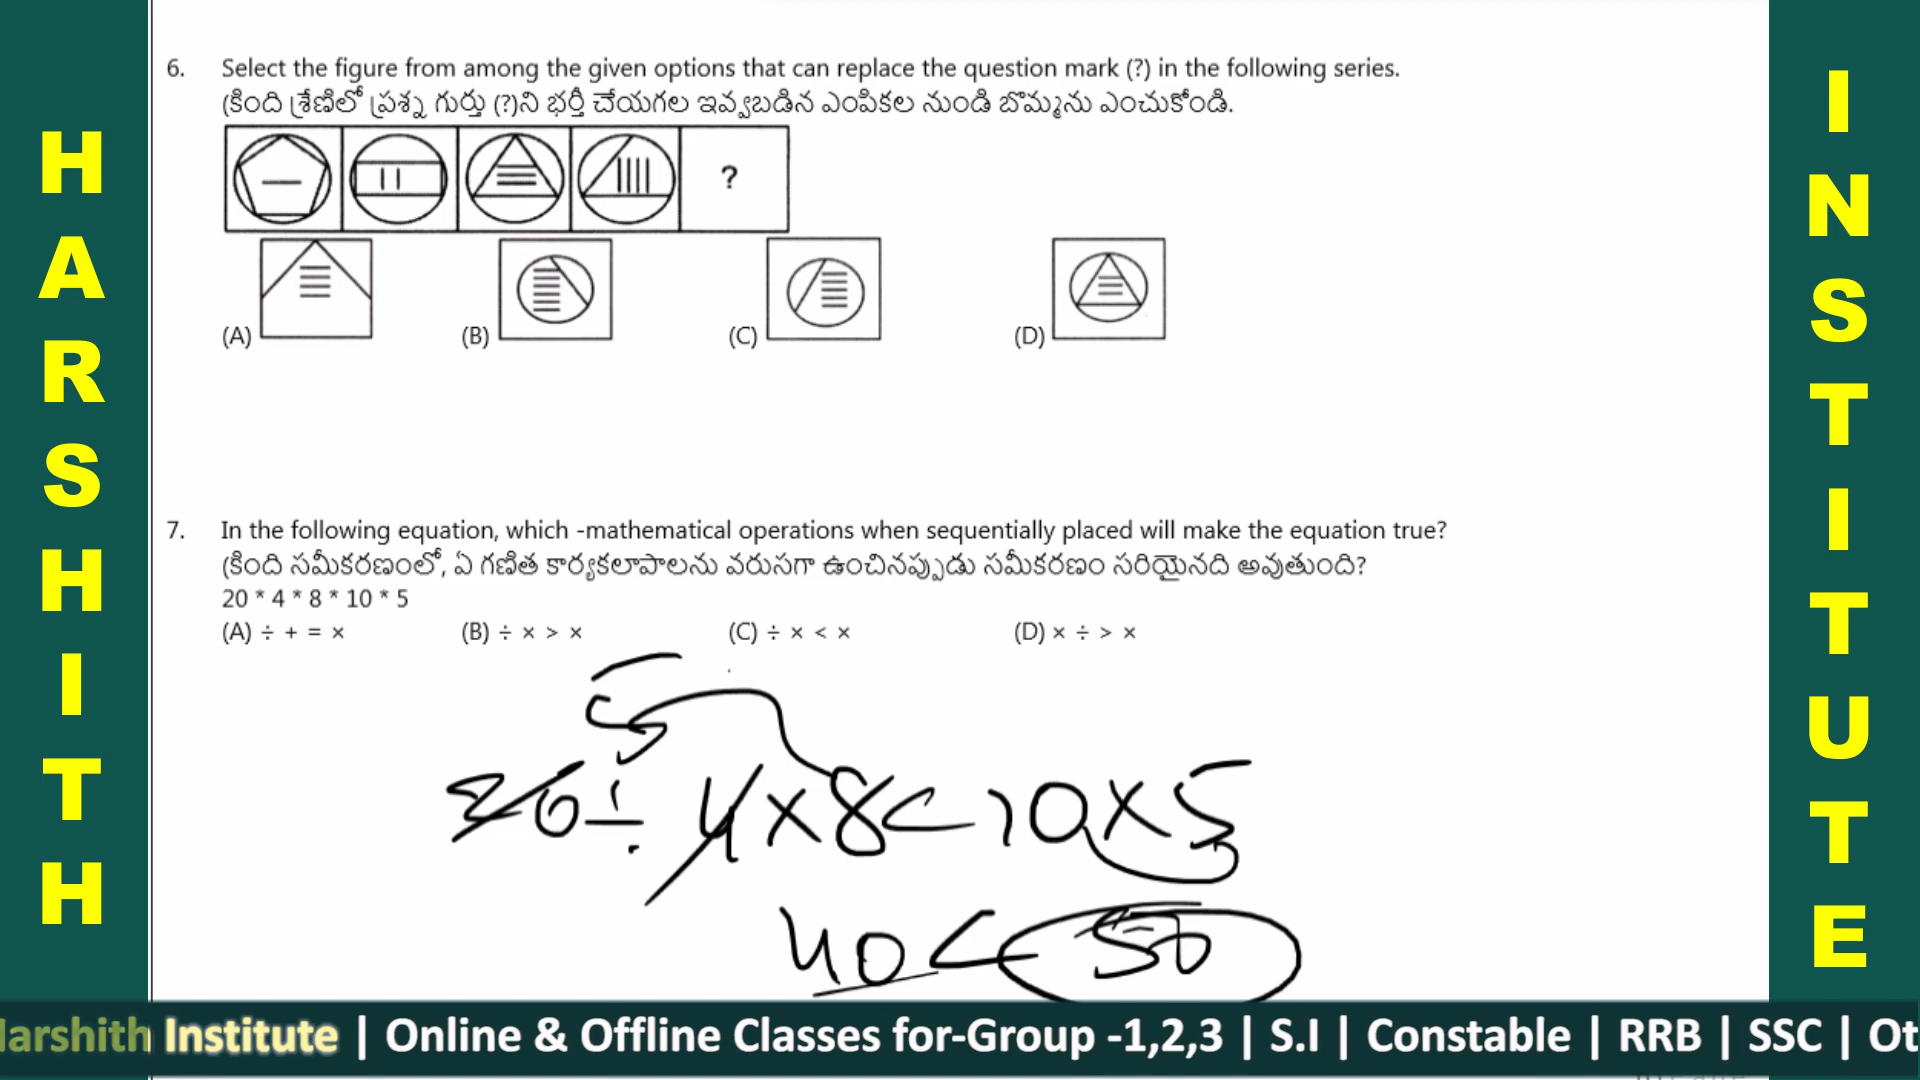 HARSHITH
6. Select the figure from among the given options that can replace the question mark (?) in the following series.
(కింది శ్రేణిలో ప్రశ్న గుర్తు (?)ని భర్తీ చేయగల ఇవ్వబడిన ఎంపికల నుండి బొమ్మను ఎంచుకోండి.
?
(A) (B) (C) (D)
7. In the following equation, which -mathematical operations when sequentially placed will make the equation true?
(కింది సమీకరణంలో, ఏ గణిత కార్యకలాపాలను వరుసగా ఉంచినప్పుడు సమీకరణం సరియైనది అవుతుంది?
20 * 4 * 8 * 10 * 5
(A) ÷ + = × (B) ÷ × > × (C) ÷ × < × (D) × ÷ > ×
5
20 ÷ 4 × 8 < 10 × 5
40 < 50
INSTITUTE
Harshith Institute | Online & Offline Classes for-Group -1,2,3 | S.I | Constable | RRB | SSC | Ot